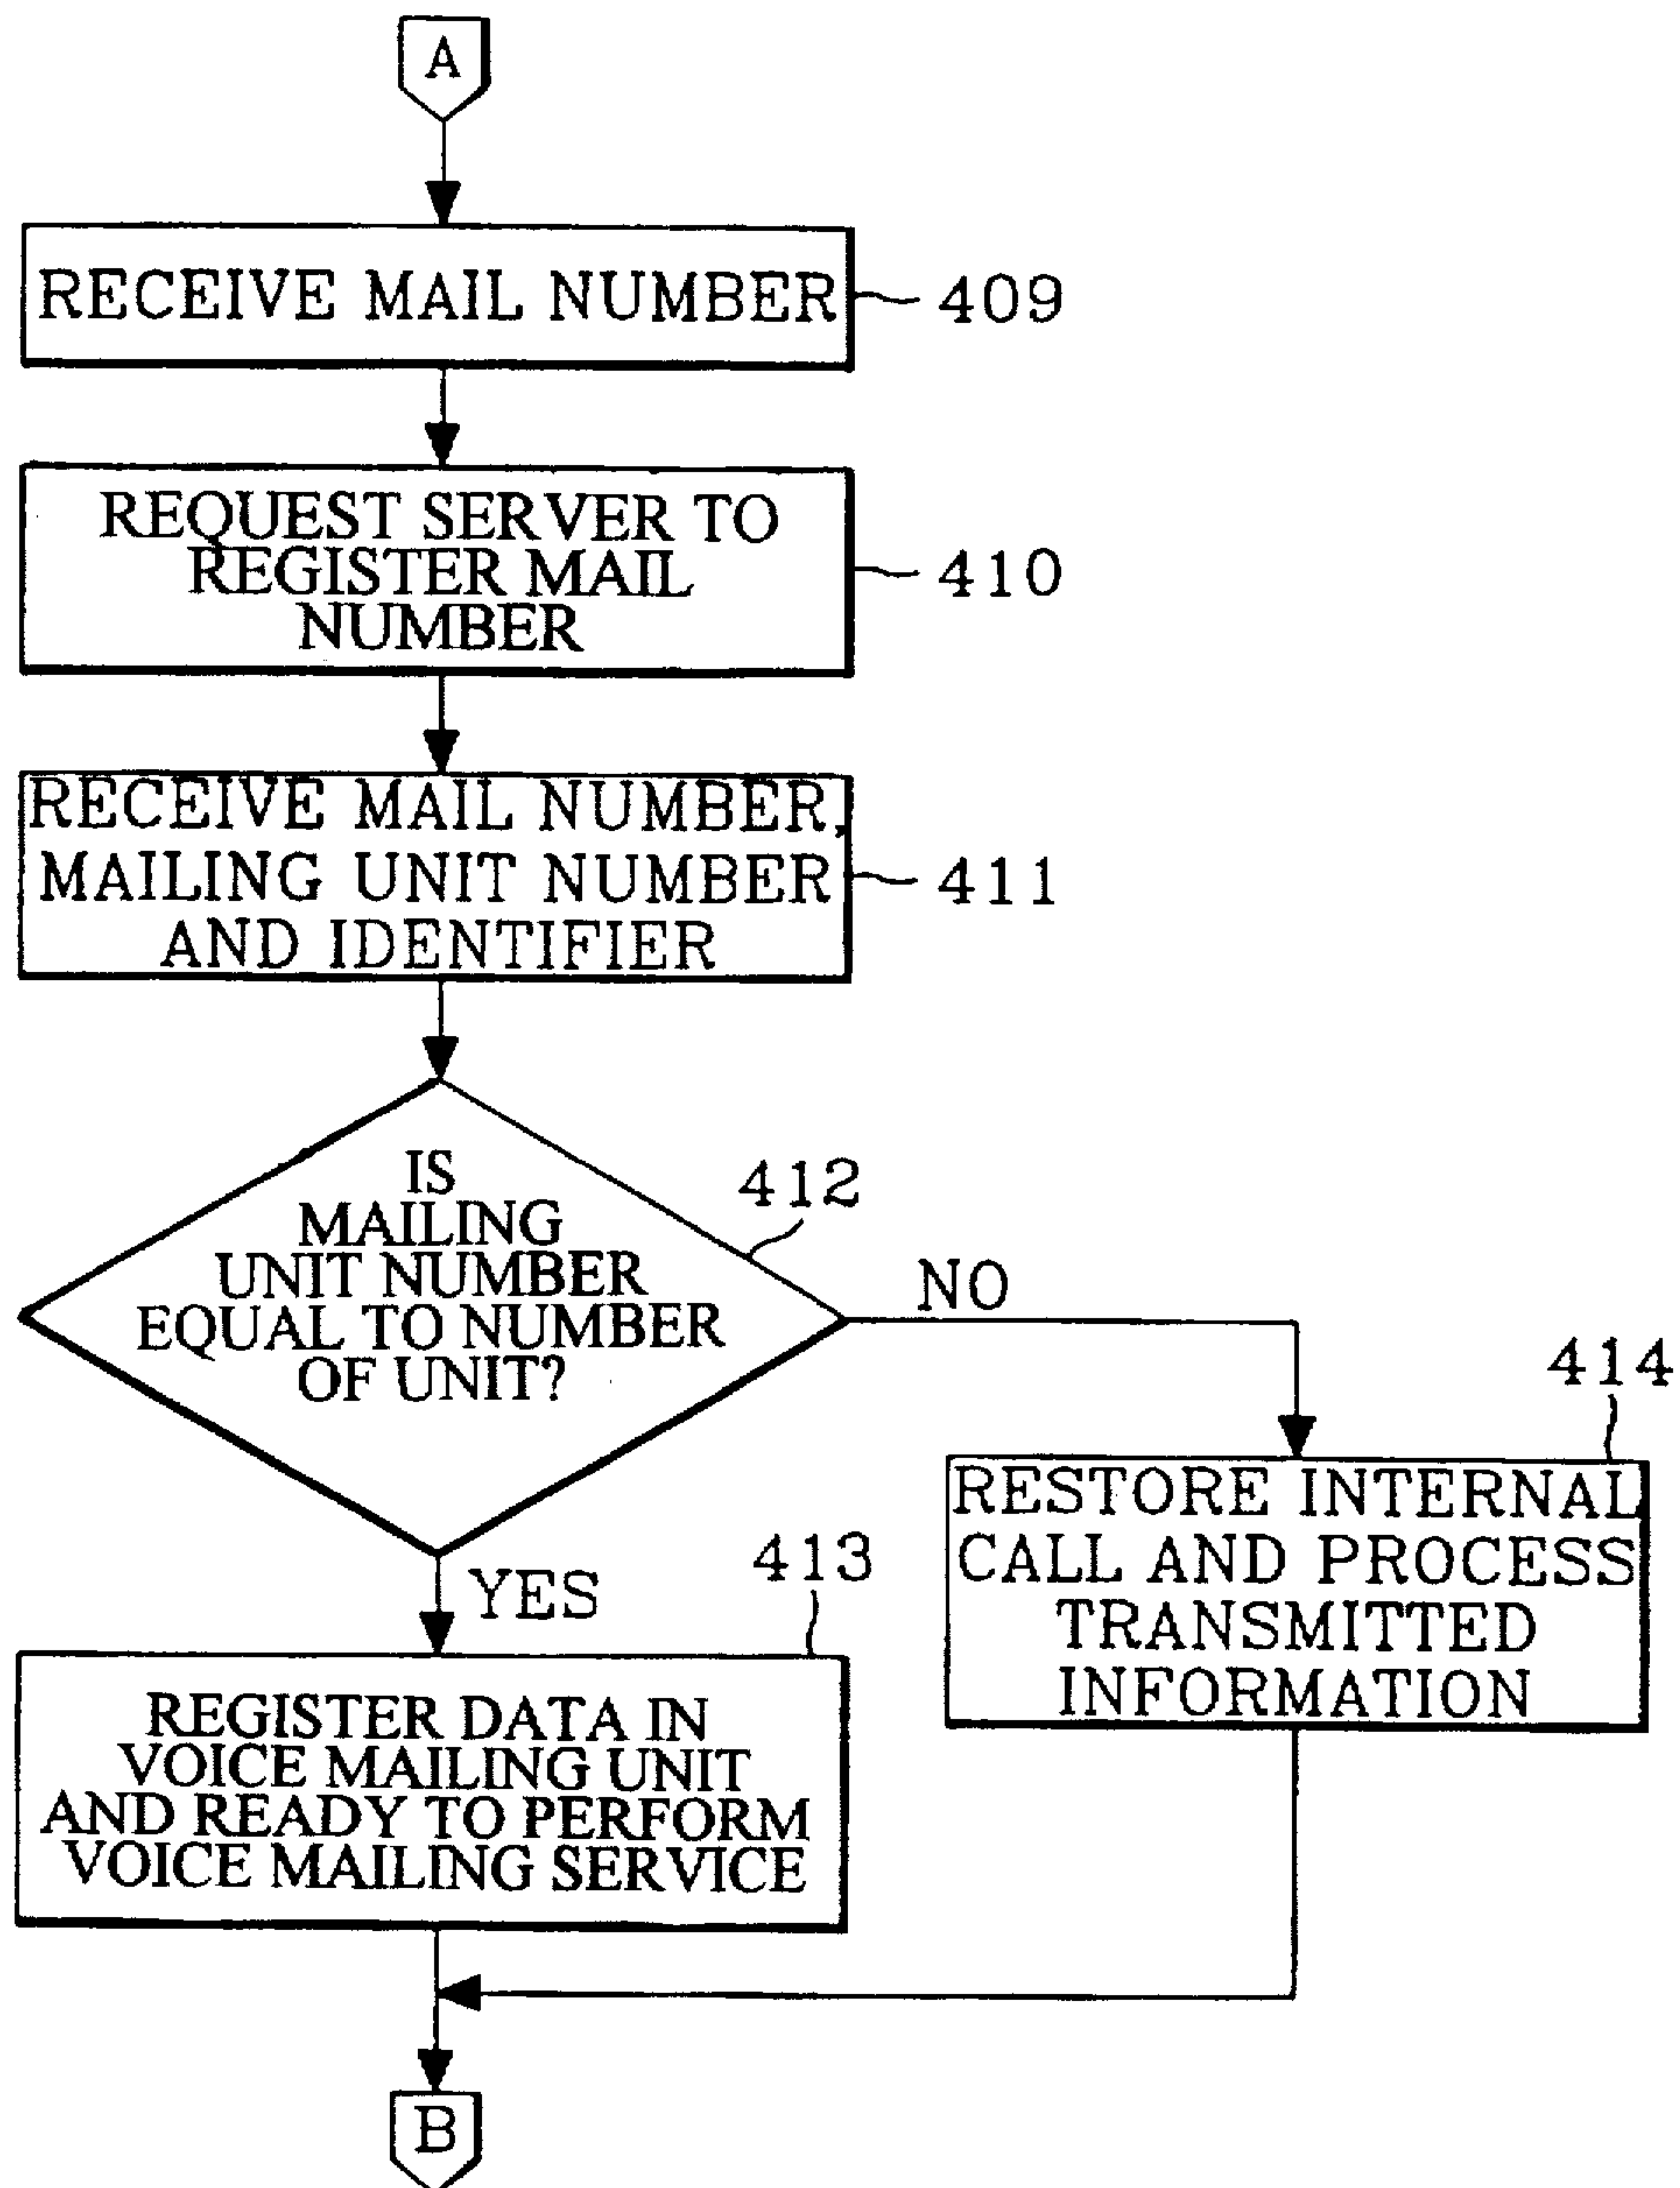 A
RECEIVE MAIL NUMBER
409
REQUEST SERVER TO
REGISTER MAIL
NUMBER
410
RECEIVE MAIL NUMBER,
MAILING UNIT NUMBER
AND IDENTIFIER
411
IS
MAILING
UNIT NUMBER
EQUAL TO NUMBER
OF UNIT?
412
NO
YES
413
REGISTER DATA IN
VOICE MAILING UNIT
AND READY TO PERFORM
VOICE MAILING SERVICE
414
RESTORE INTERNAL
CALL AND PROCESS
TRANSMITTED
INFORMATION
B